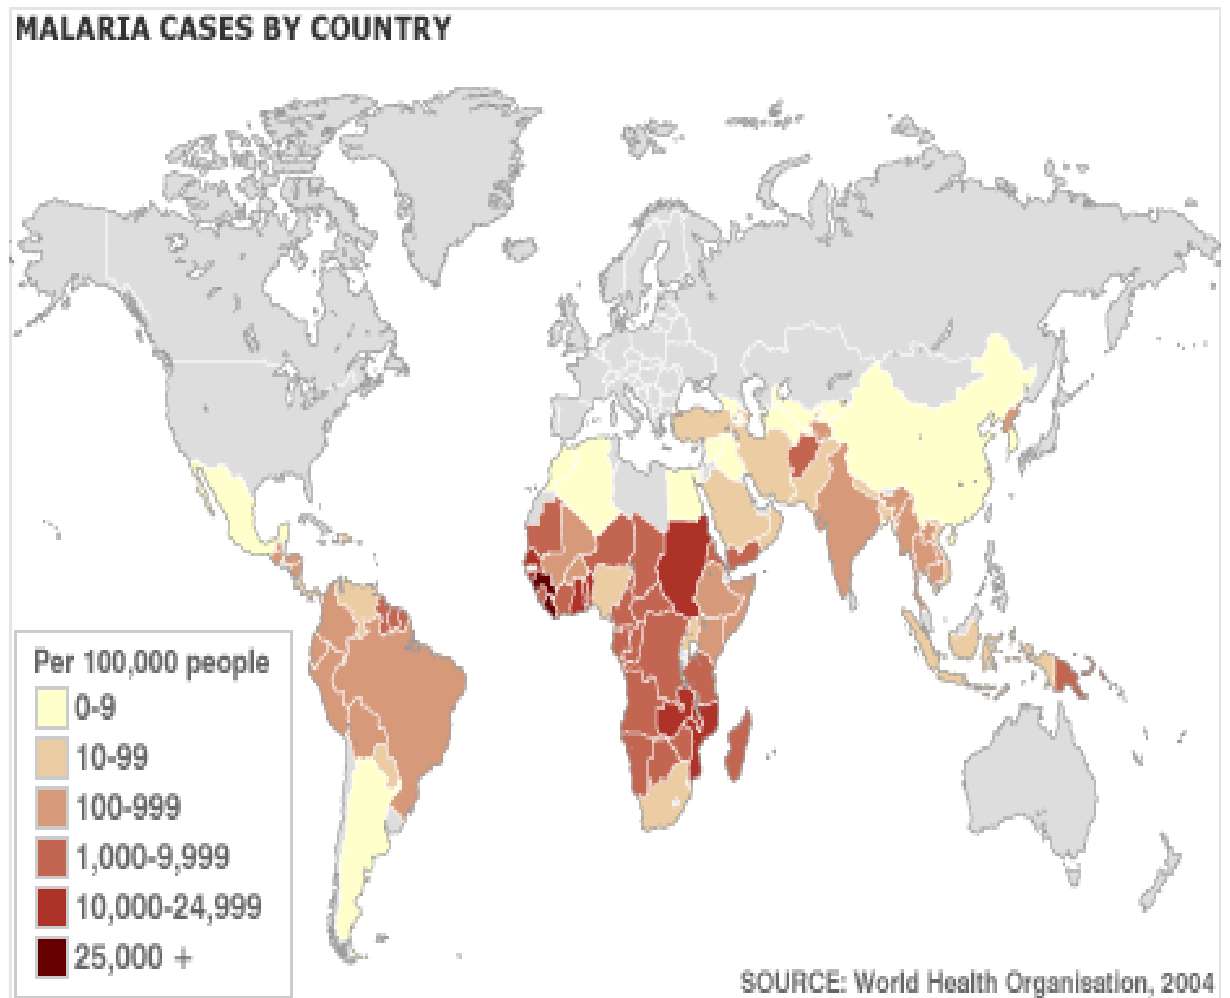 MALARIA CASES BY COUNTRY
Per 100,000 people
0-9
10-99
100-999
1,000-9,999
10,000-24,999
25,000 +
SOURCE: World Health Organisation, 2004